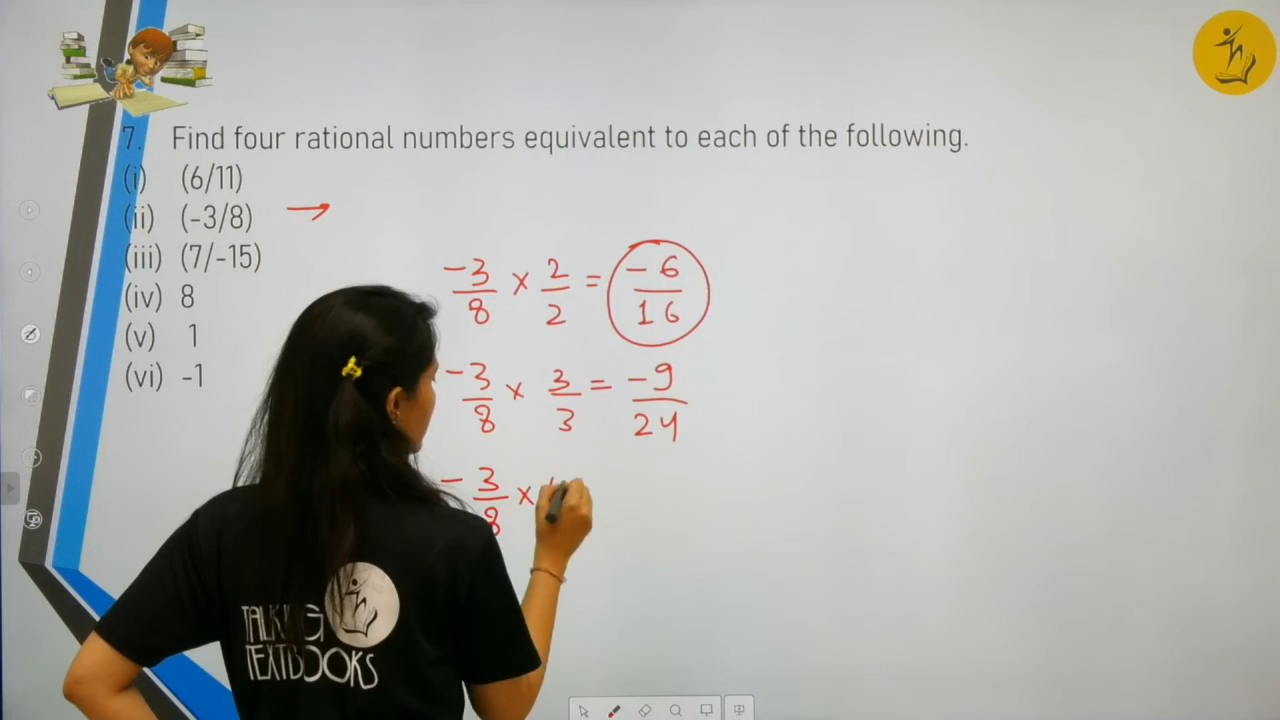 7. Find four rational numbers equivalent to each of the following.
(i) (6/11)
(ii) (-3/8) →
(iii) (7/-15)
(iv) 8
(v) 1
(vi) -1
-3/8 × 2/2 = -6/16
-3/8 × 3/3 = -9/24
-3/8 ×
TALKING
TEXTBOOKS